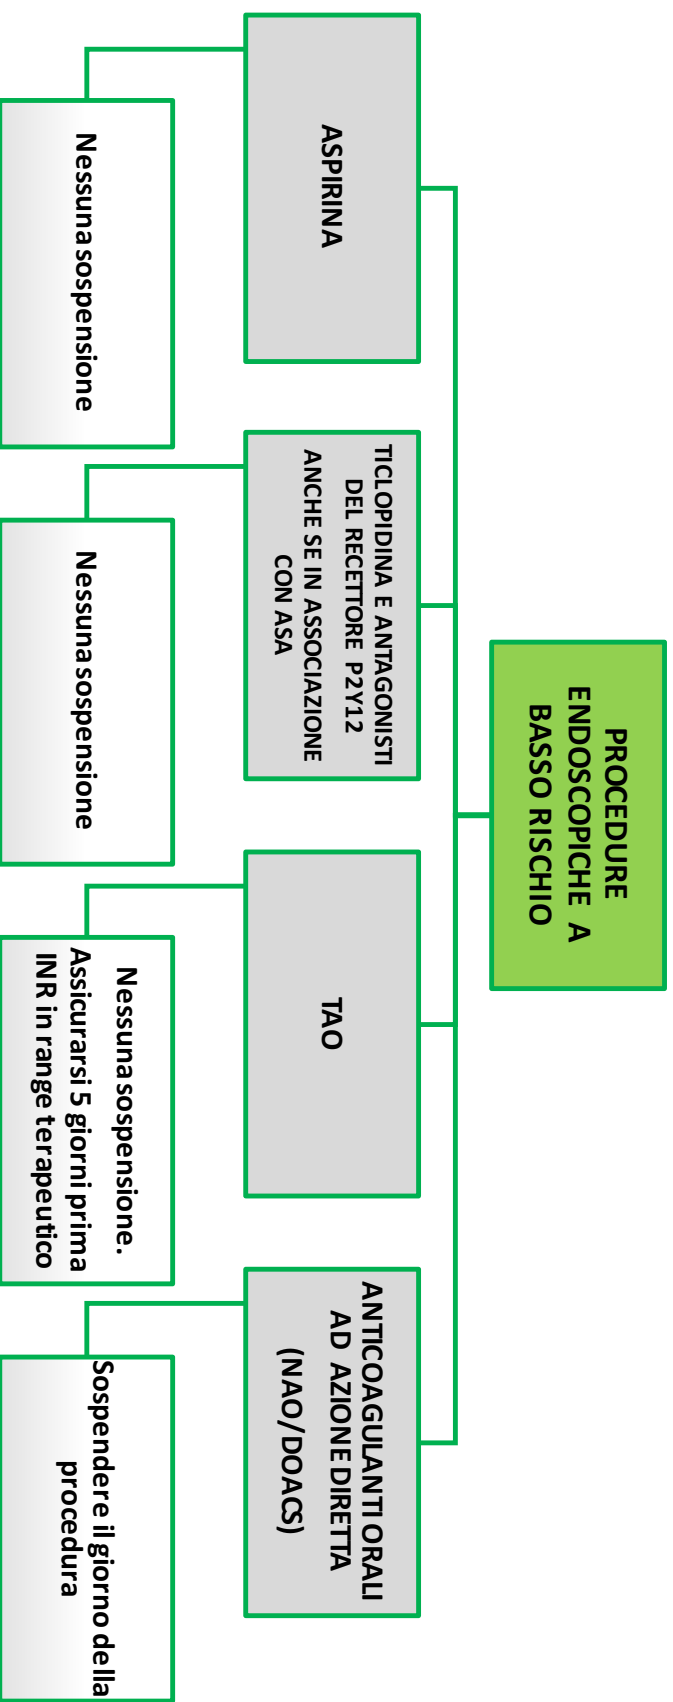 PROCEDURE
ENDOSCOPICHE A
BASSO RISCHIO
ASPIRINA
Nessuna sospensione
TICLOPIDINA E ANTAGONISTI
DEL RECETTORE P2Y12
ANCHE SE IN ASSOCIAZIONE
CON ASA
Nessuna sospensione
TAO
Nessuna sospensione.
Assicurarsi 5 giorni prima
INR in range terapeutico
ANTICOAGULANTI ORALI
AD AZIONE DIRETTA
(NAO/DOACS)
Sospendere il giorno della
procedura